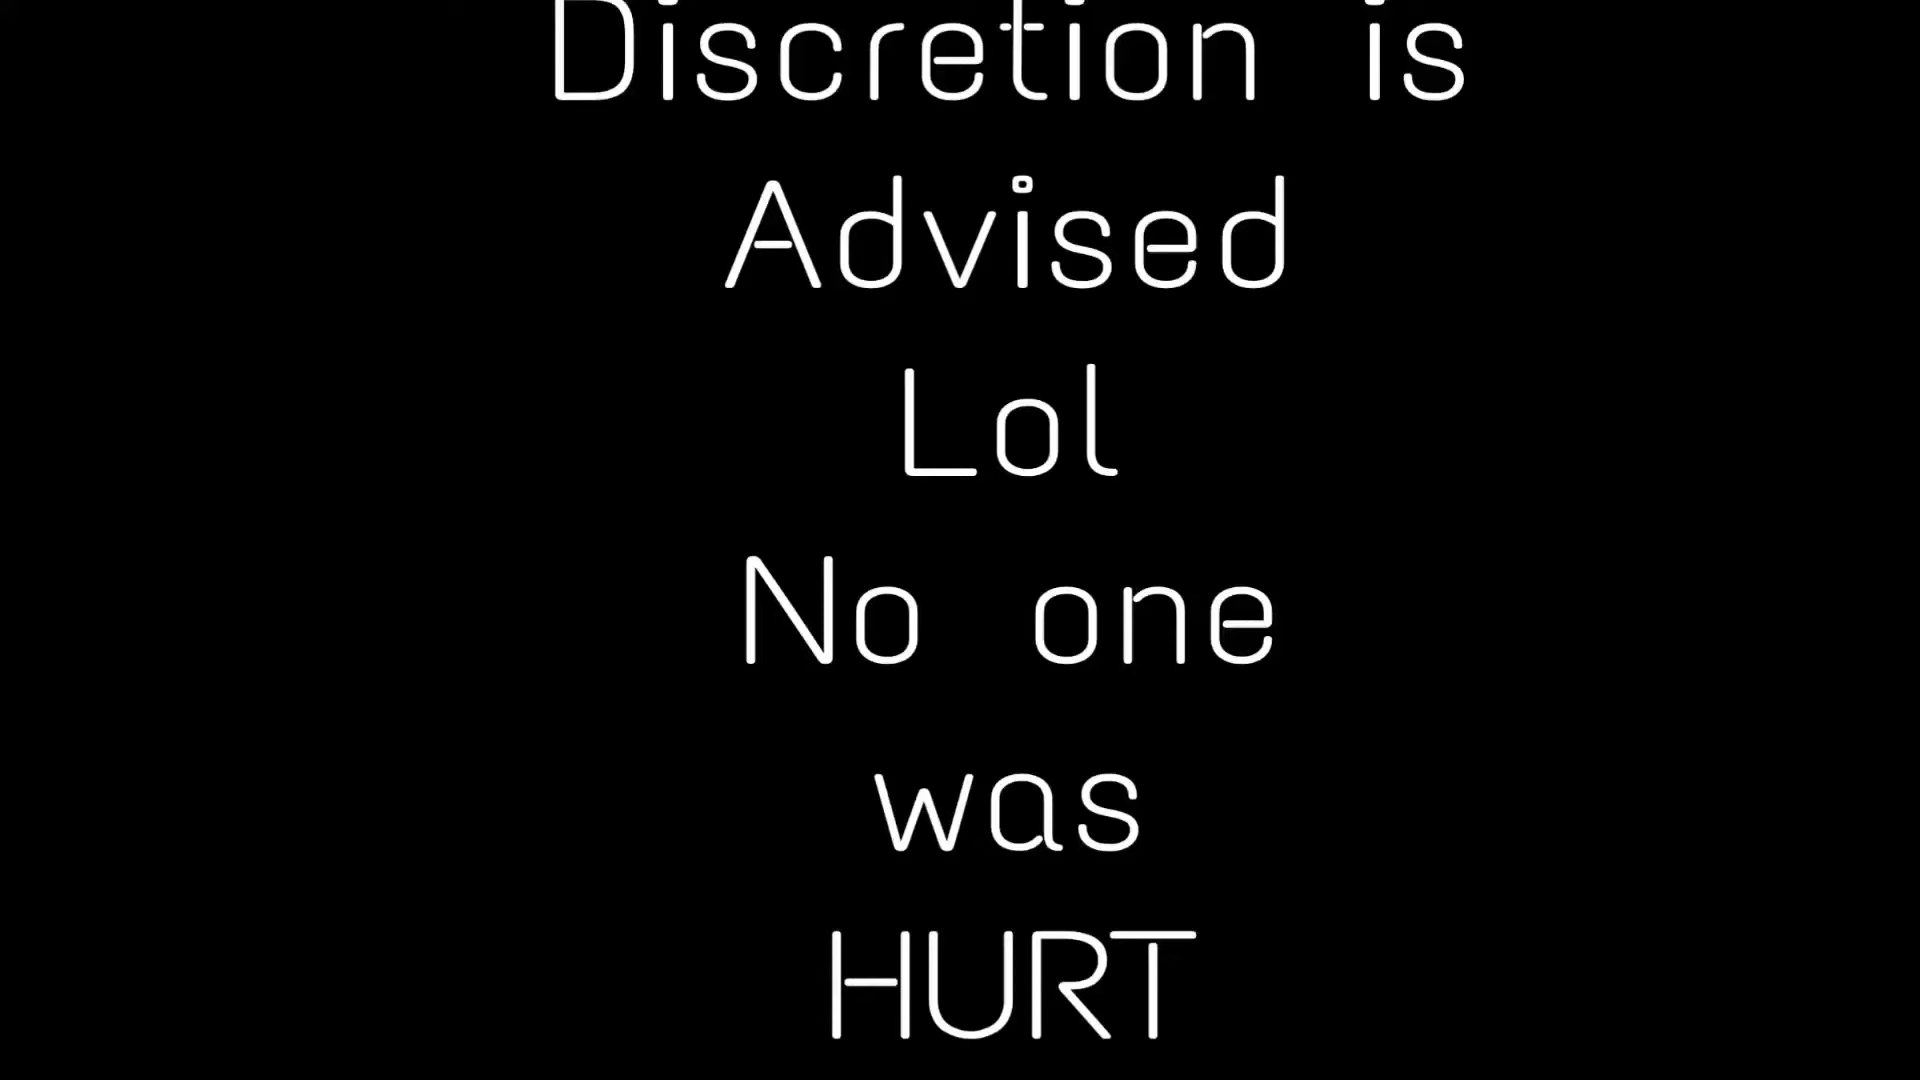 Discretion is
Advised
Lol
No one
was
HURT